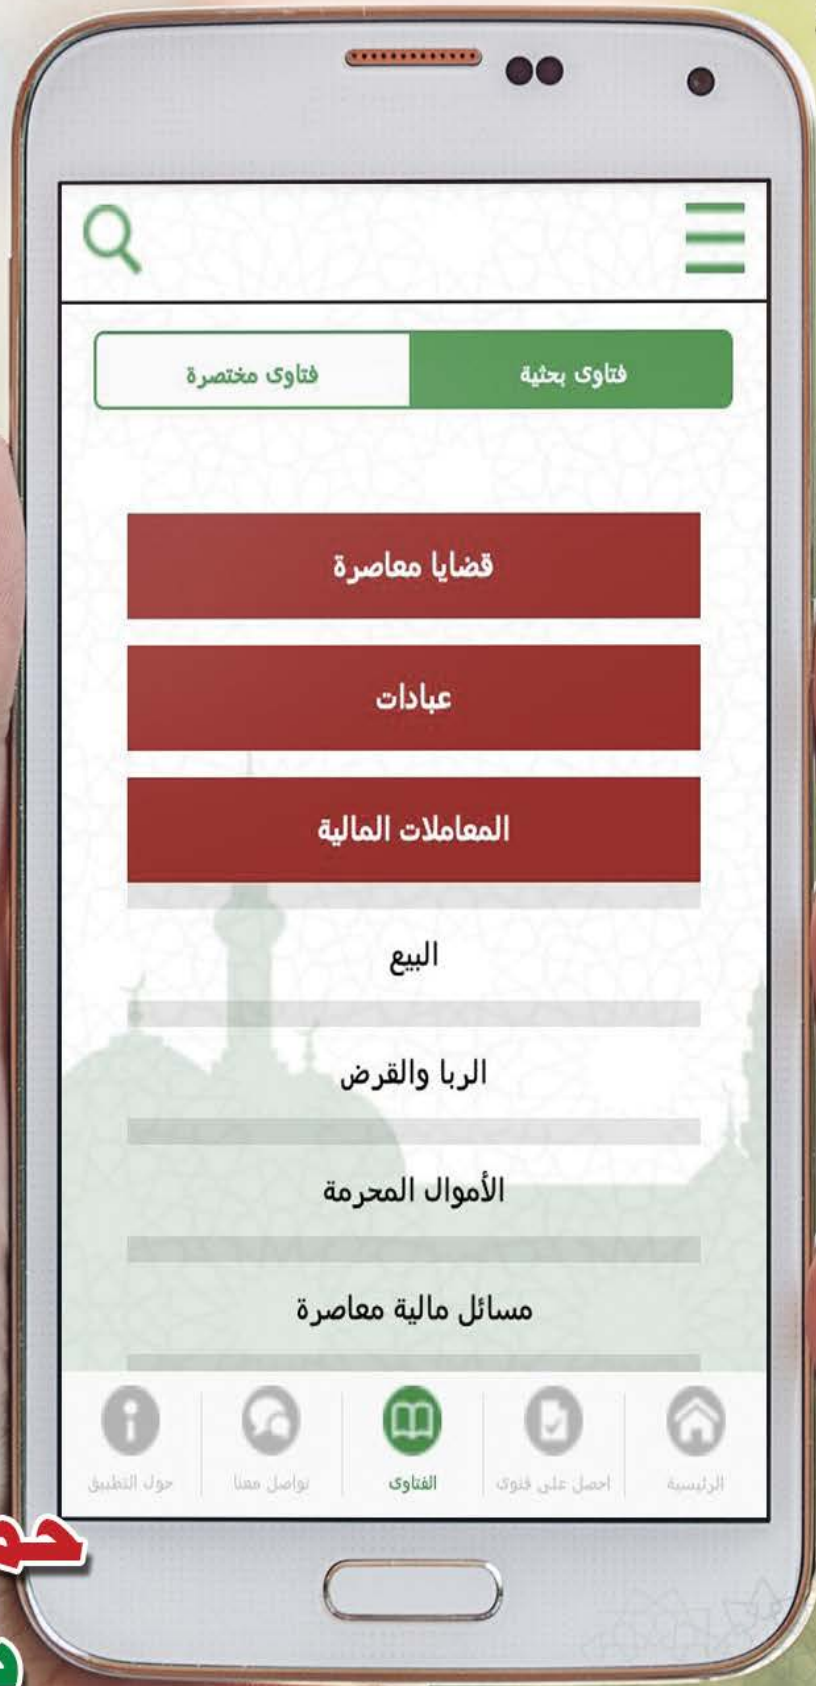 فتاوى بحثية
فتاوى مختصرة
قضايا معاصرة
عبادات
المعاملات المالية
البيع
الربا والقرض
الأموال المحرمة
مسائل مالية معاصرة
الرئيسية
احصل على فتوى
الفتاوى
تواصل معنا
حول التطبيق